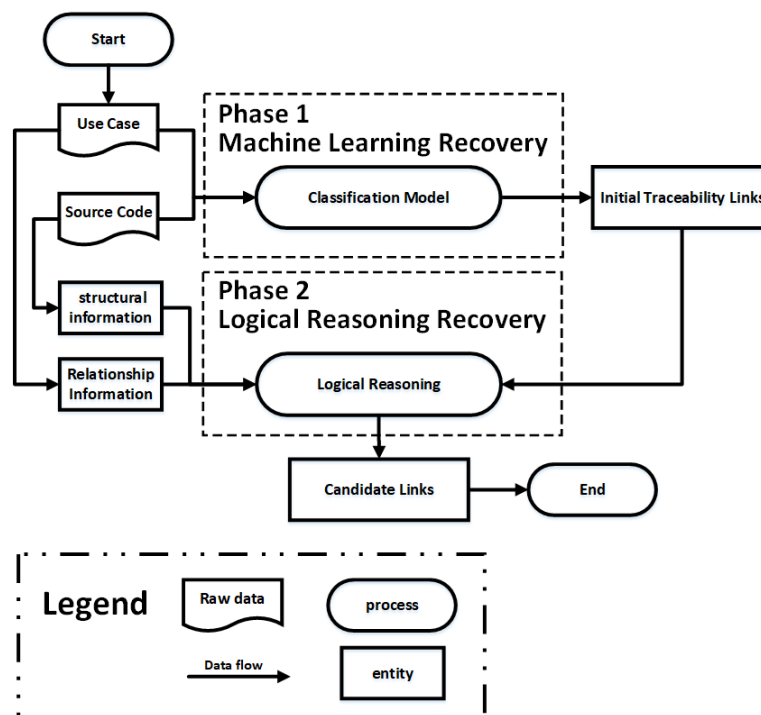 Start
Use Case
Phase 1
Machine Learning Recovery
Classification Model
Initial Traceability Links
Source Code
structural
information
Phase 2
Logical Reasoning Recovery
Relationship
Information
Logical Reasoning
Candidate Links
End
Legend
Raw data
process
Data flow
entity